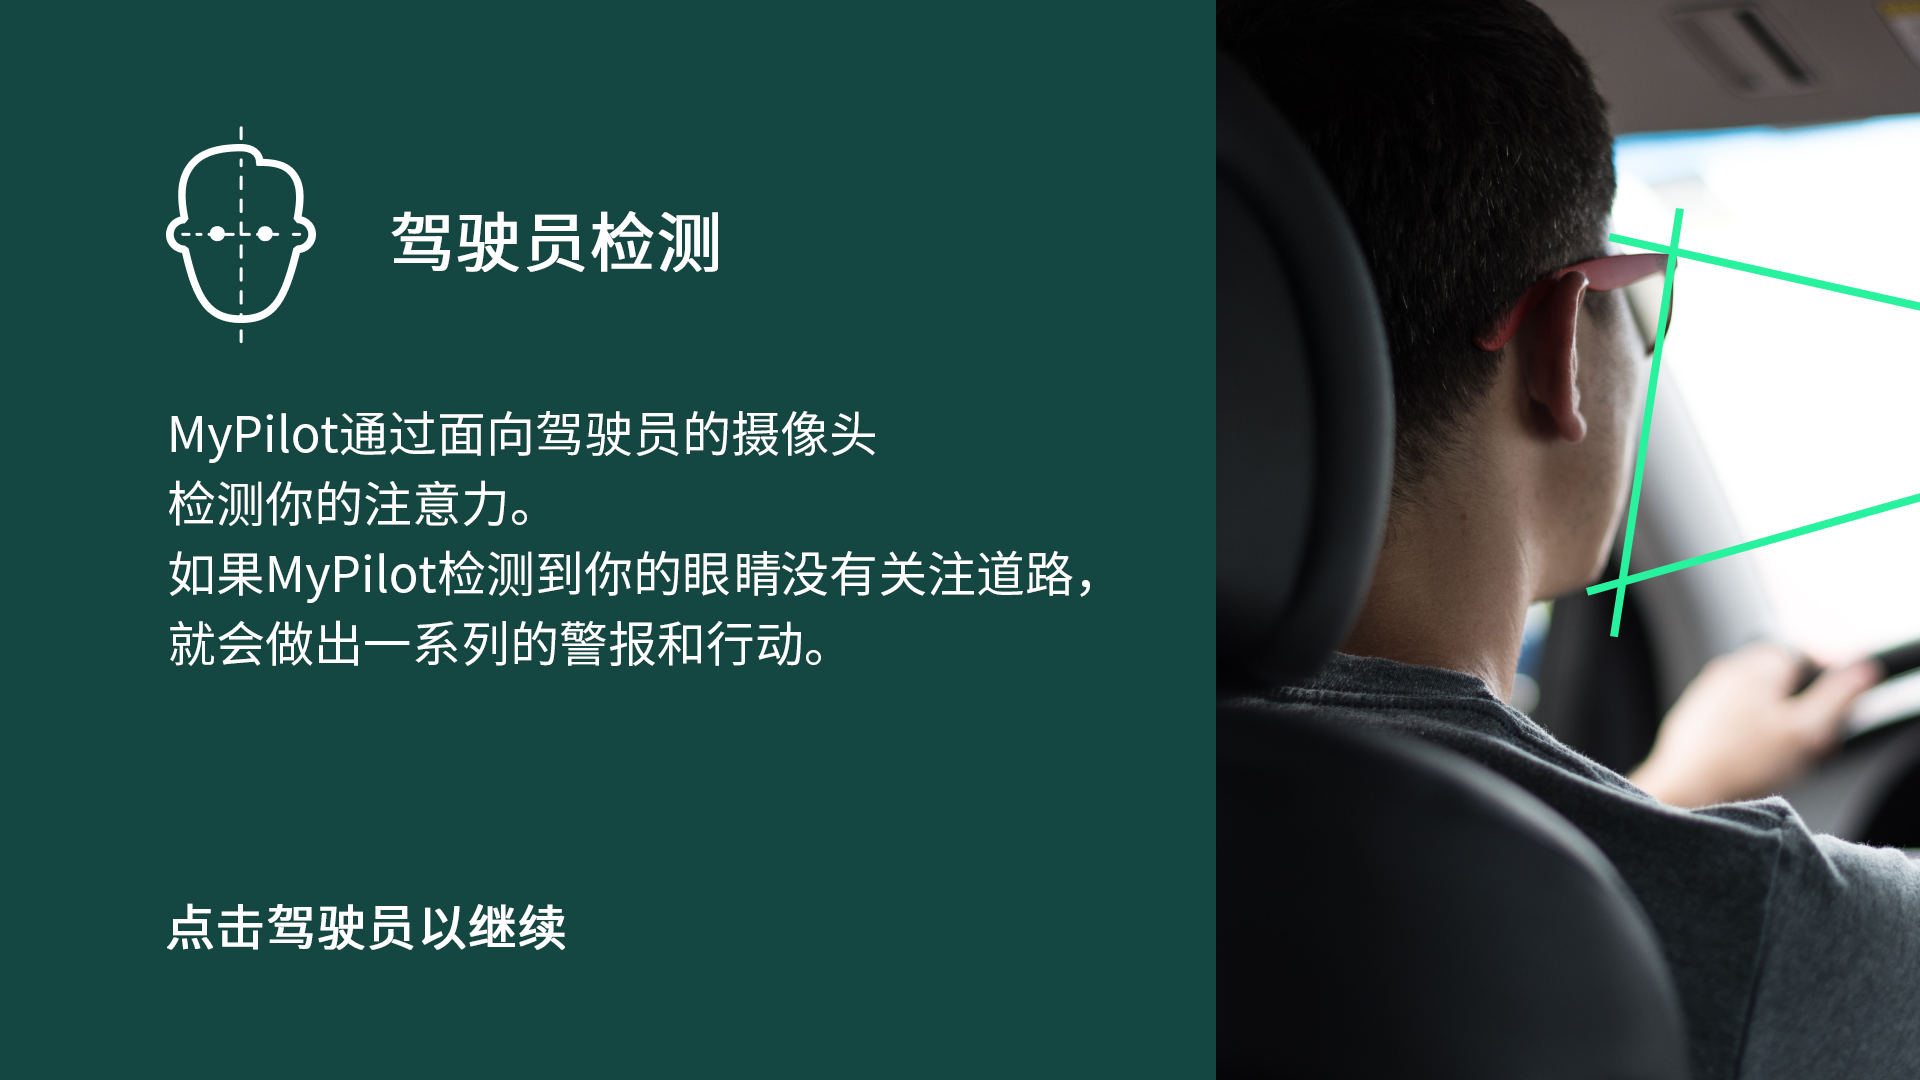 驾驶员检测
MyPilot通过面向驾驶员的摄像头
检测你的注意力。
如果MyPilot检测到你的眼睛没有关注道路，
就会做出一系列的警报和行动。
点击驾驶员以继续